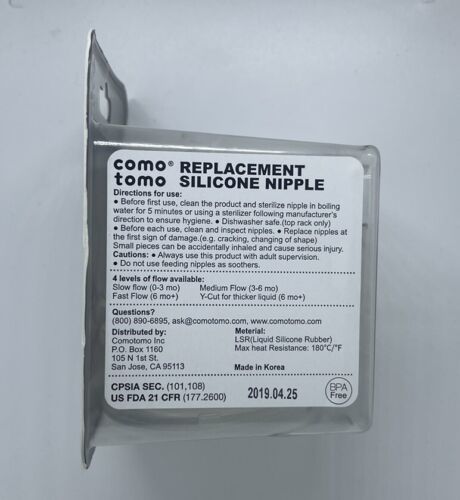 como® REPLACEMENT
tomo SILICONE NIPPLE
Directions for use:
● Before first use, clean the product and sterilize nipple in boiling
water for 5 minutes or using a sterilizer following manufacturer's
direction to ensure hygiene. ● Dishwasher safe.(top rack only)
● Before each use, clean and inspect nipples. ● Replace nipples at
the first sign of damage.(e.g. cracking, changing of shape)
Small pieces can be accidentally inhaled and cause serious injury.
Cautions: ● Always use this product with adult supervision.
● Do not use feeding nipples as soothers.
4 levels of flow available:
Slow flow (0-3 mo) Medium Flow (3-6 mo)
Fast Flow (6 mo+) Y-Cut for thicker liquid (6 mo+)
Questions?
(800) 890-6895, ask@comotomo.com www.comotomo.com
Distributed by: Material:
Comotomo Inc LSR(Liquid Silicone Rubber)
P.O. Box 1160 Max heat Resistance: 180℃/℉
105 N 1st St.
San Jose, CA 95113 Made in Korea
CPSIA SEC. (101,108)
US FDA 21 CFR (177.2600) 2019.04.25
BPA
Free